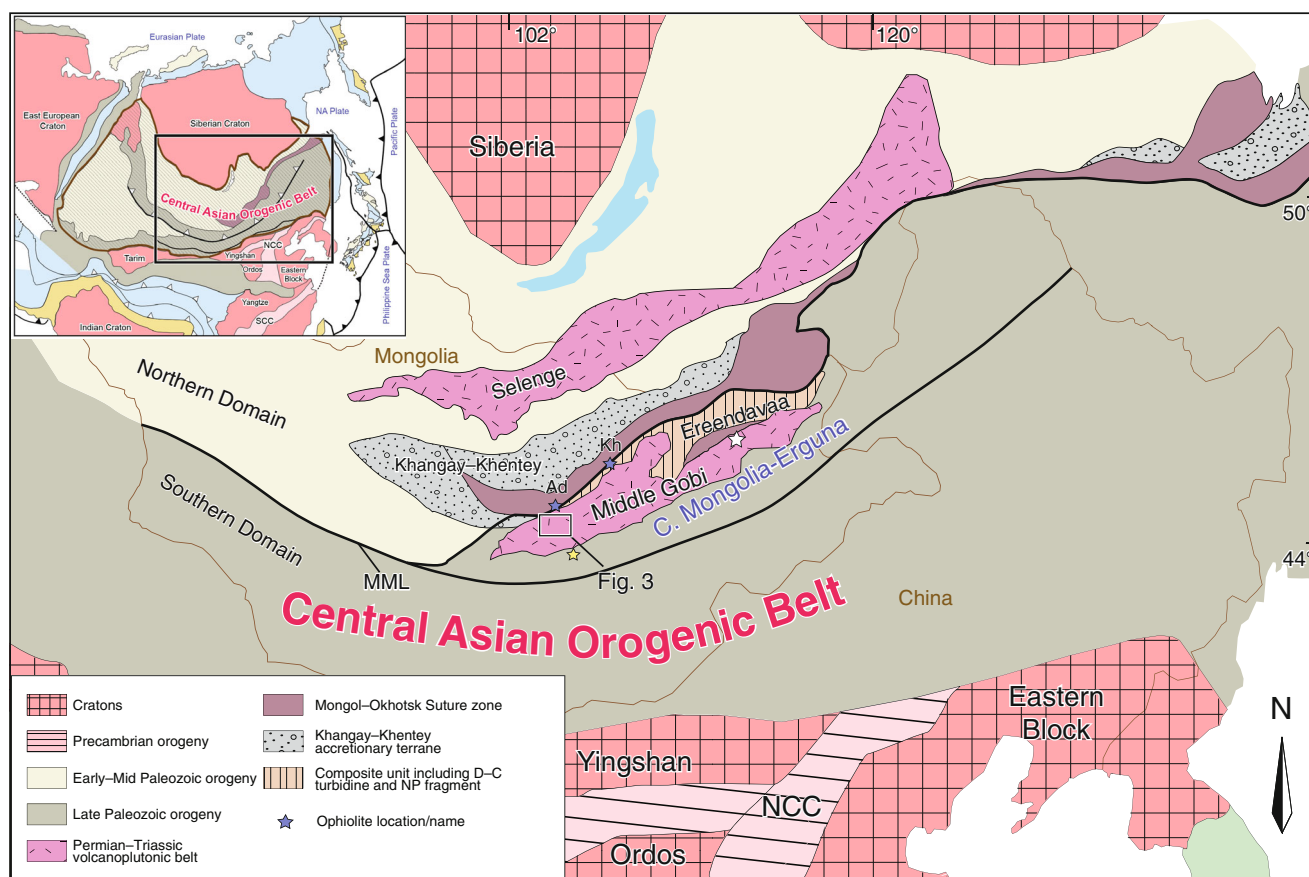 102°
120°
Eurasian Plate
East European
Craton
Siberian Craton
NA Plate
Pacific Plate
Central Asian Orogenic Belt
NCC
Tarim
Yingshan
Ordos
Eastern
Block
Yangtze
SCC
Indian Craton
Philippine Sea Plate
Siberia
50°
Mongolia
Selenge
Northern Domain
Ereendavaa
Kh
Khangay–Khentey
Ad
Middle Gobi
C. Mongolia-Erguna
Southern Domain
44°
MML
Fig. 3
China
Central Asian Orogenic Belt
Eastern
Block
N
Yingshan
NCC
Ordos
Cratons
Precambrian orogeny
Early–Mid Paleozoic orogeny
Late Paleozoic orogeny
Permian–Triassic
volcanoplutonic belt
Mongol–Okhotsk Suture zone
Khangay–Khentey
accretionary terrane
Composite unit including D–C
turbidine and NP fragment
Ophiolite location/name